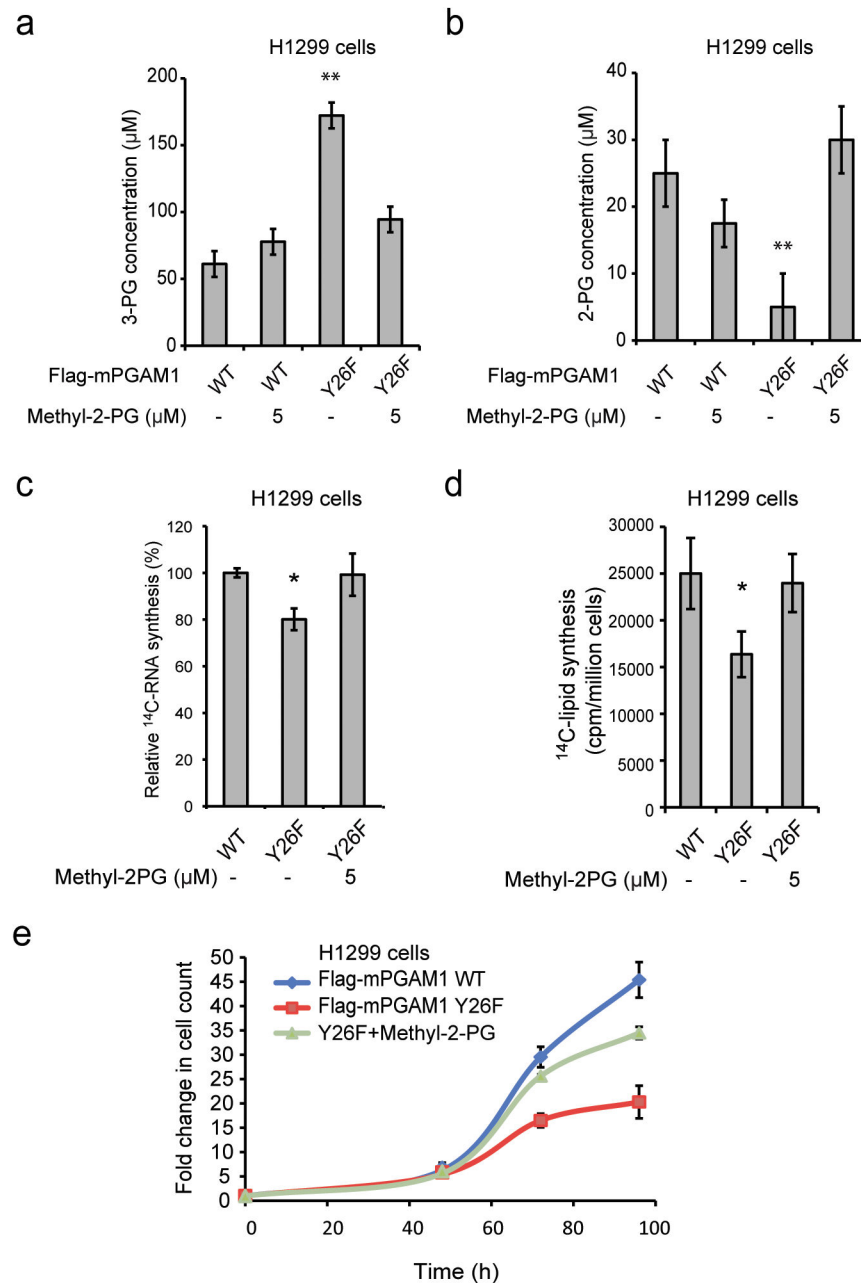 a
H1299 cells
200
150
100
50
0
3-PG concentration (µM)
**
Flag-mPGAM1 WT WT Y26F Y26F
Methyl-2-PG (µM) - 5 - 5
b
H1299 cells
40
30
20
10
0
2-PG concentration (µM)
**
Flag-mPGAM1 WT WT Y26F Y26F
Methyl-2-PG (µM) - 5 - 5
c
H1299 cells
120
100
80
60
40
20
0
Relative ¹⁴C-RNA synthesis (%)
*
WT Y26F Y26F
Methyl-2PG (µM) - - 5
d
H1299 cells
30000
25000
20000
15000
10000
5000
0
¹⁴C-lipid synthesis
(cpm/million cells)
*
WT Y26F Y26F
Methyl-2PG (µM) - - 5
e
H1299 cells
Flag-mPGAM1 WT
Flag-mPGAM1 Y26F
Y26F+Methyl-2-PG
50
45
40
35
30
25
20
15
10
5
0
Fold change in cell count
0 20 40 60 80 100
Time (h)